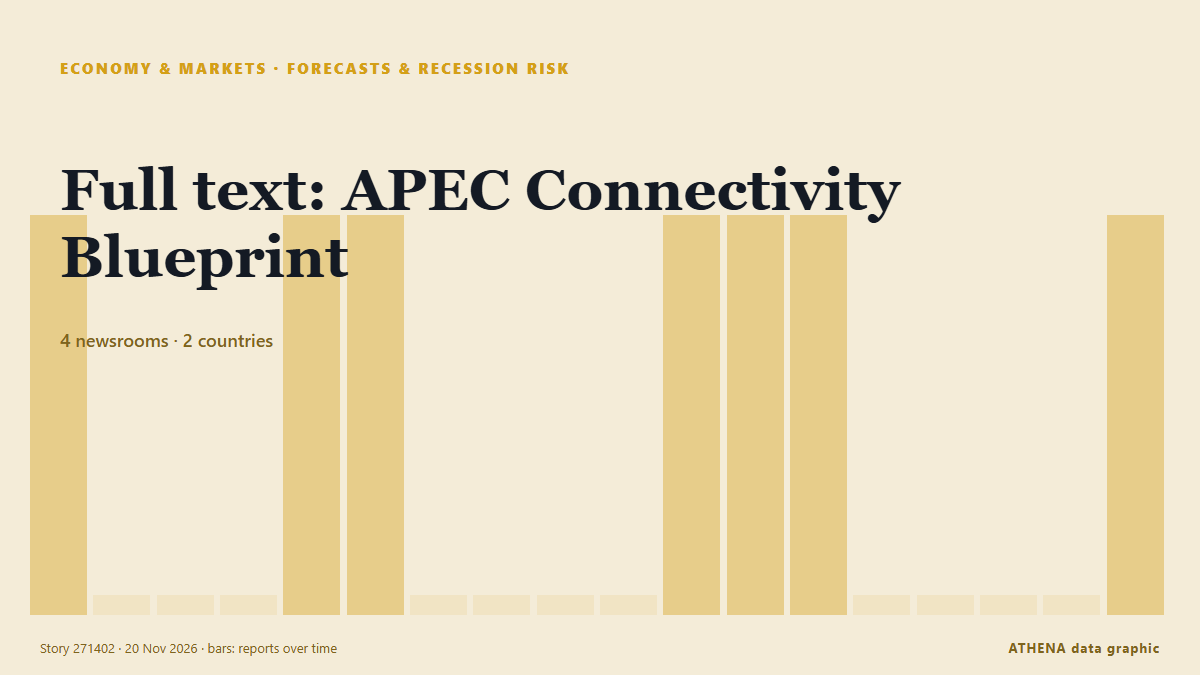 ECONOMY & MARKETS · FORECASTS & RECESSION RISK
Full text: APEC Connectivity
Blueprint
4 newsrooms · 2 countries
Story 271402 · 20 Nov 2026 · bars: reports over time
ATHENA data graphic